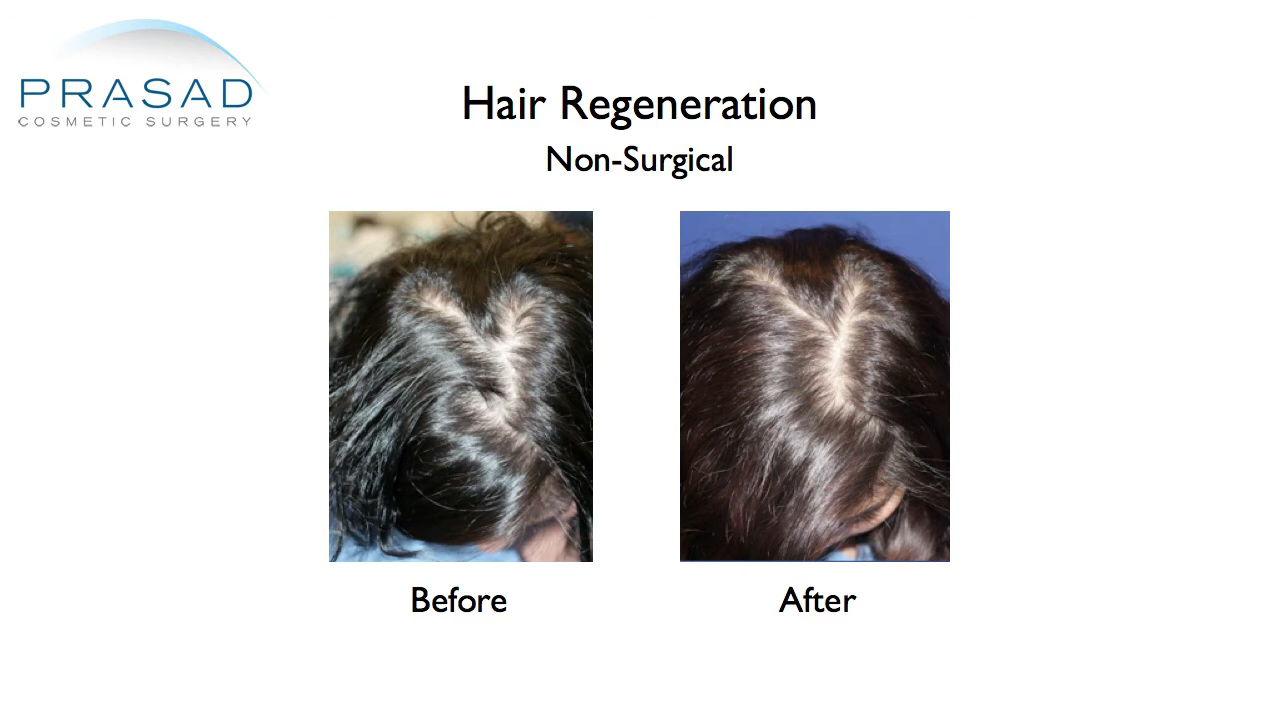 PRASAD
COSMETIC SURGERY
Hair Regeneration
Non-Surgical
Before
After